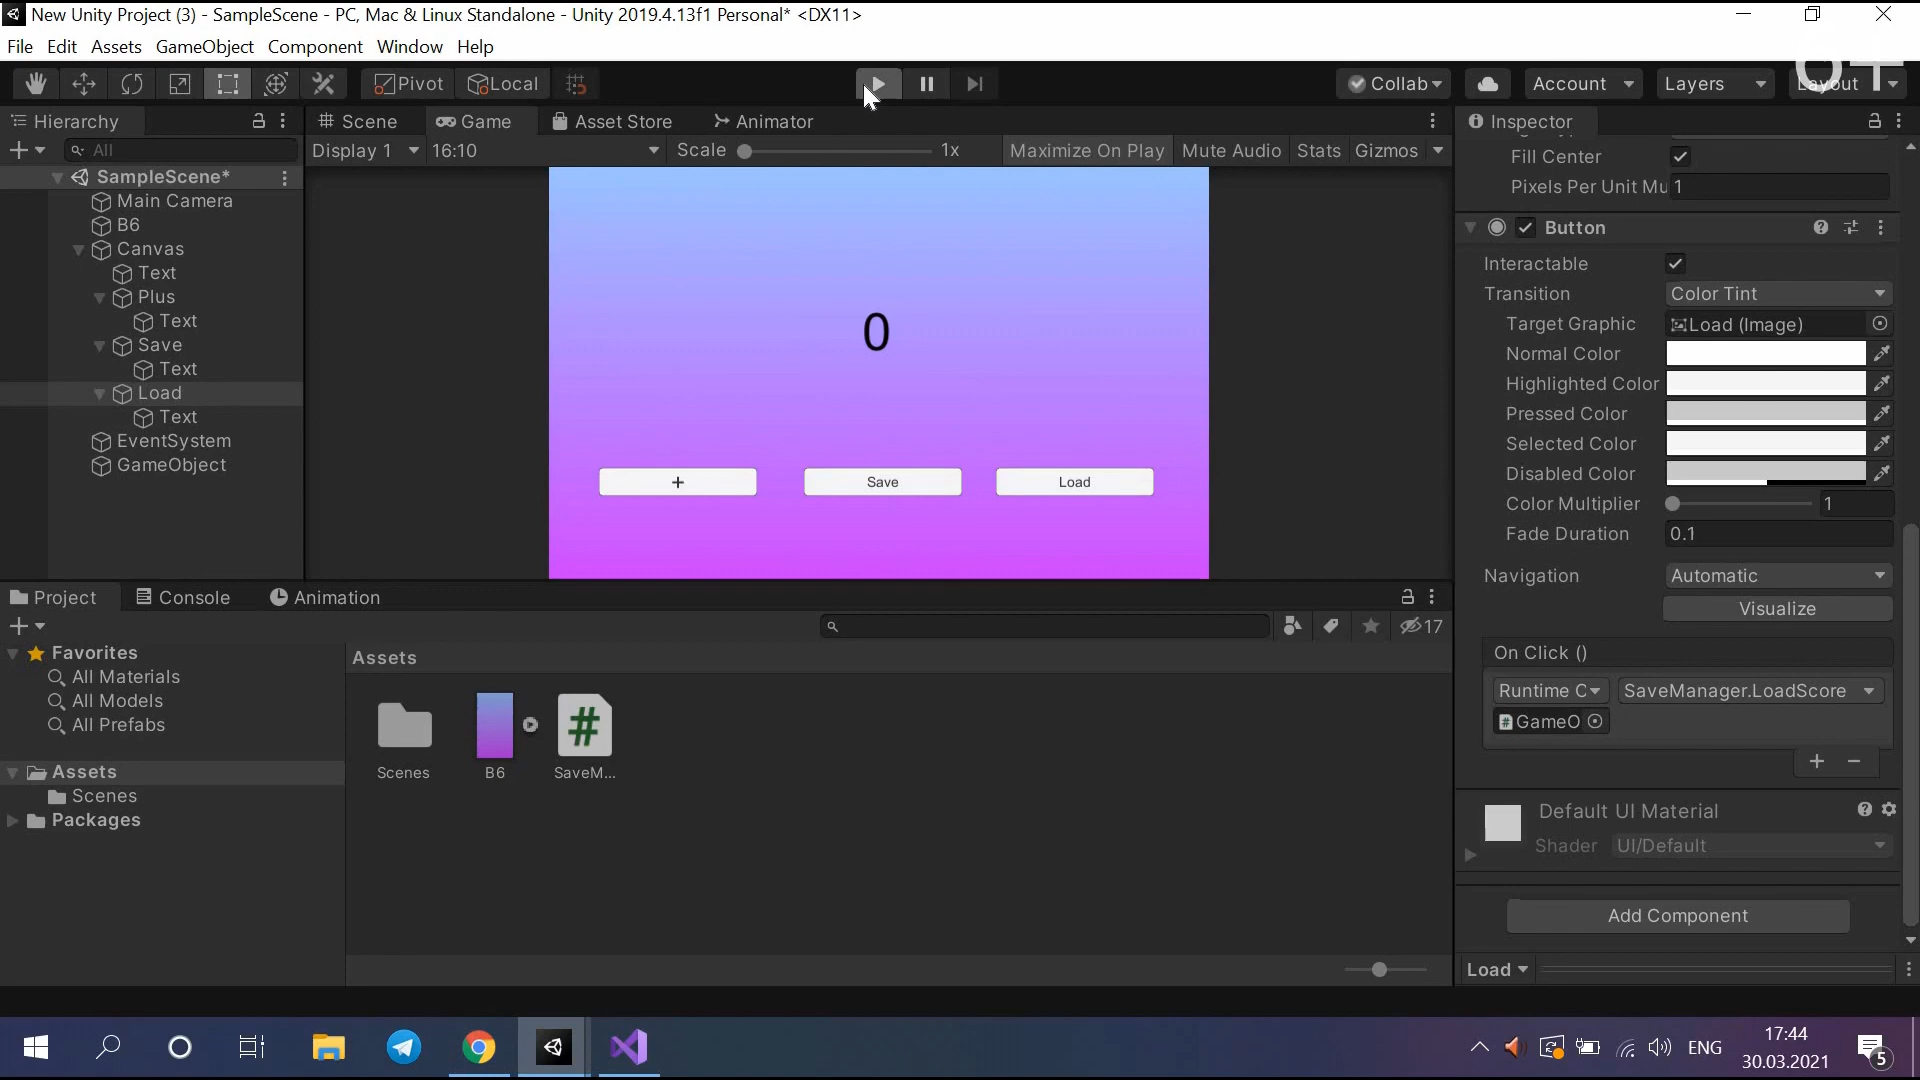 New Unity Project (3) - SampleScene - PC, Mac & Linux Standalone - Unity 2019.4.13f1 Personal* <DX11>
File Edit Assets GameObject Component Window Help
Pivot Local Collab Account Layers Layout
Hierarchy
All
SampleScene*
Main Camera
B6
Canvas
Text
Plus
Text
Save
Text
Load
Text
EventSystem
GameObject
Scene Game Asset Store Animator
Display 1 16:10 Scale 1x Maximize On Play Mute Audio Stats Gizmos
0
+ Save Load
Project Console Animation
17
Favorites
All Materials
All Models
All Prefabs
Assets
Scenes
Packages
Assets
Scenes B6 SaveM...
Inspector
Fill Center
Pixels Per Unit Mu 1
Button
Interactable
Transition Color Tint
Target Graphic Load (Image)
Normal Color
Highlighted Color
Pressed Color
Selected Color
Disabled Color
Color Multiplier 1
Fade Duration 0.1
Navigation Automatic
Visualize
On Click ()
Runtime C SaveManager.LoadScore
GameO
Default UI Material
Shader UI/Default
Add Component
Load
ENG
17:44
30.03.2021
5